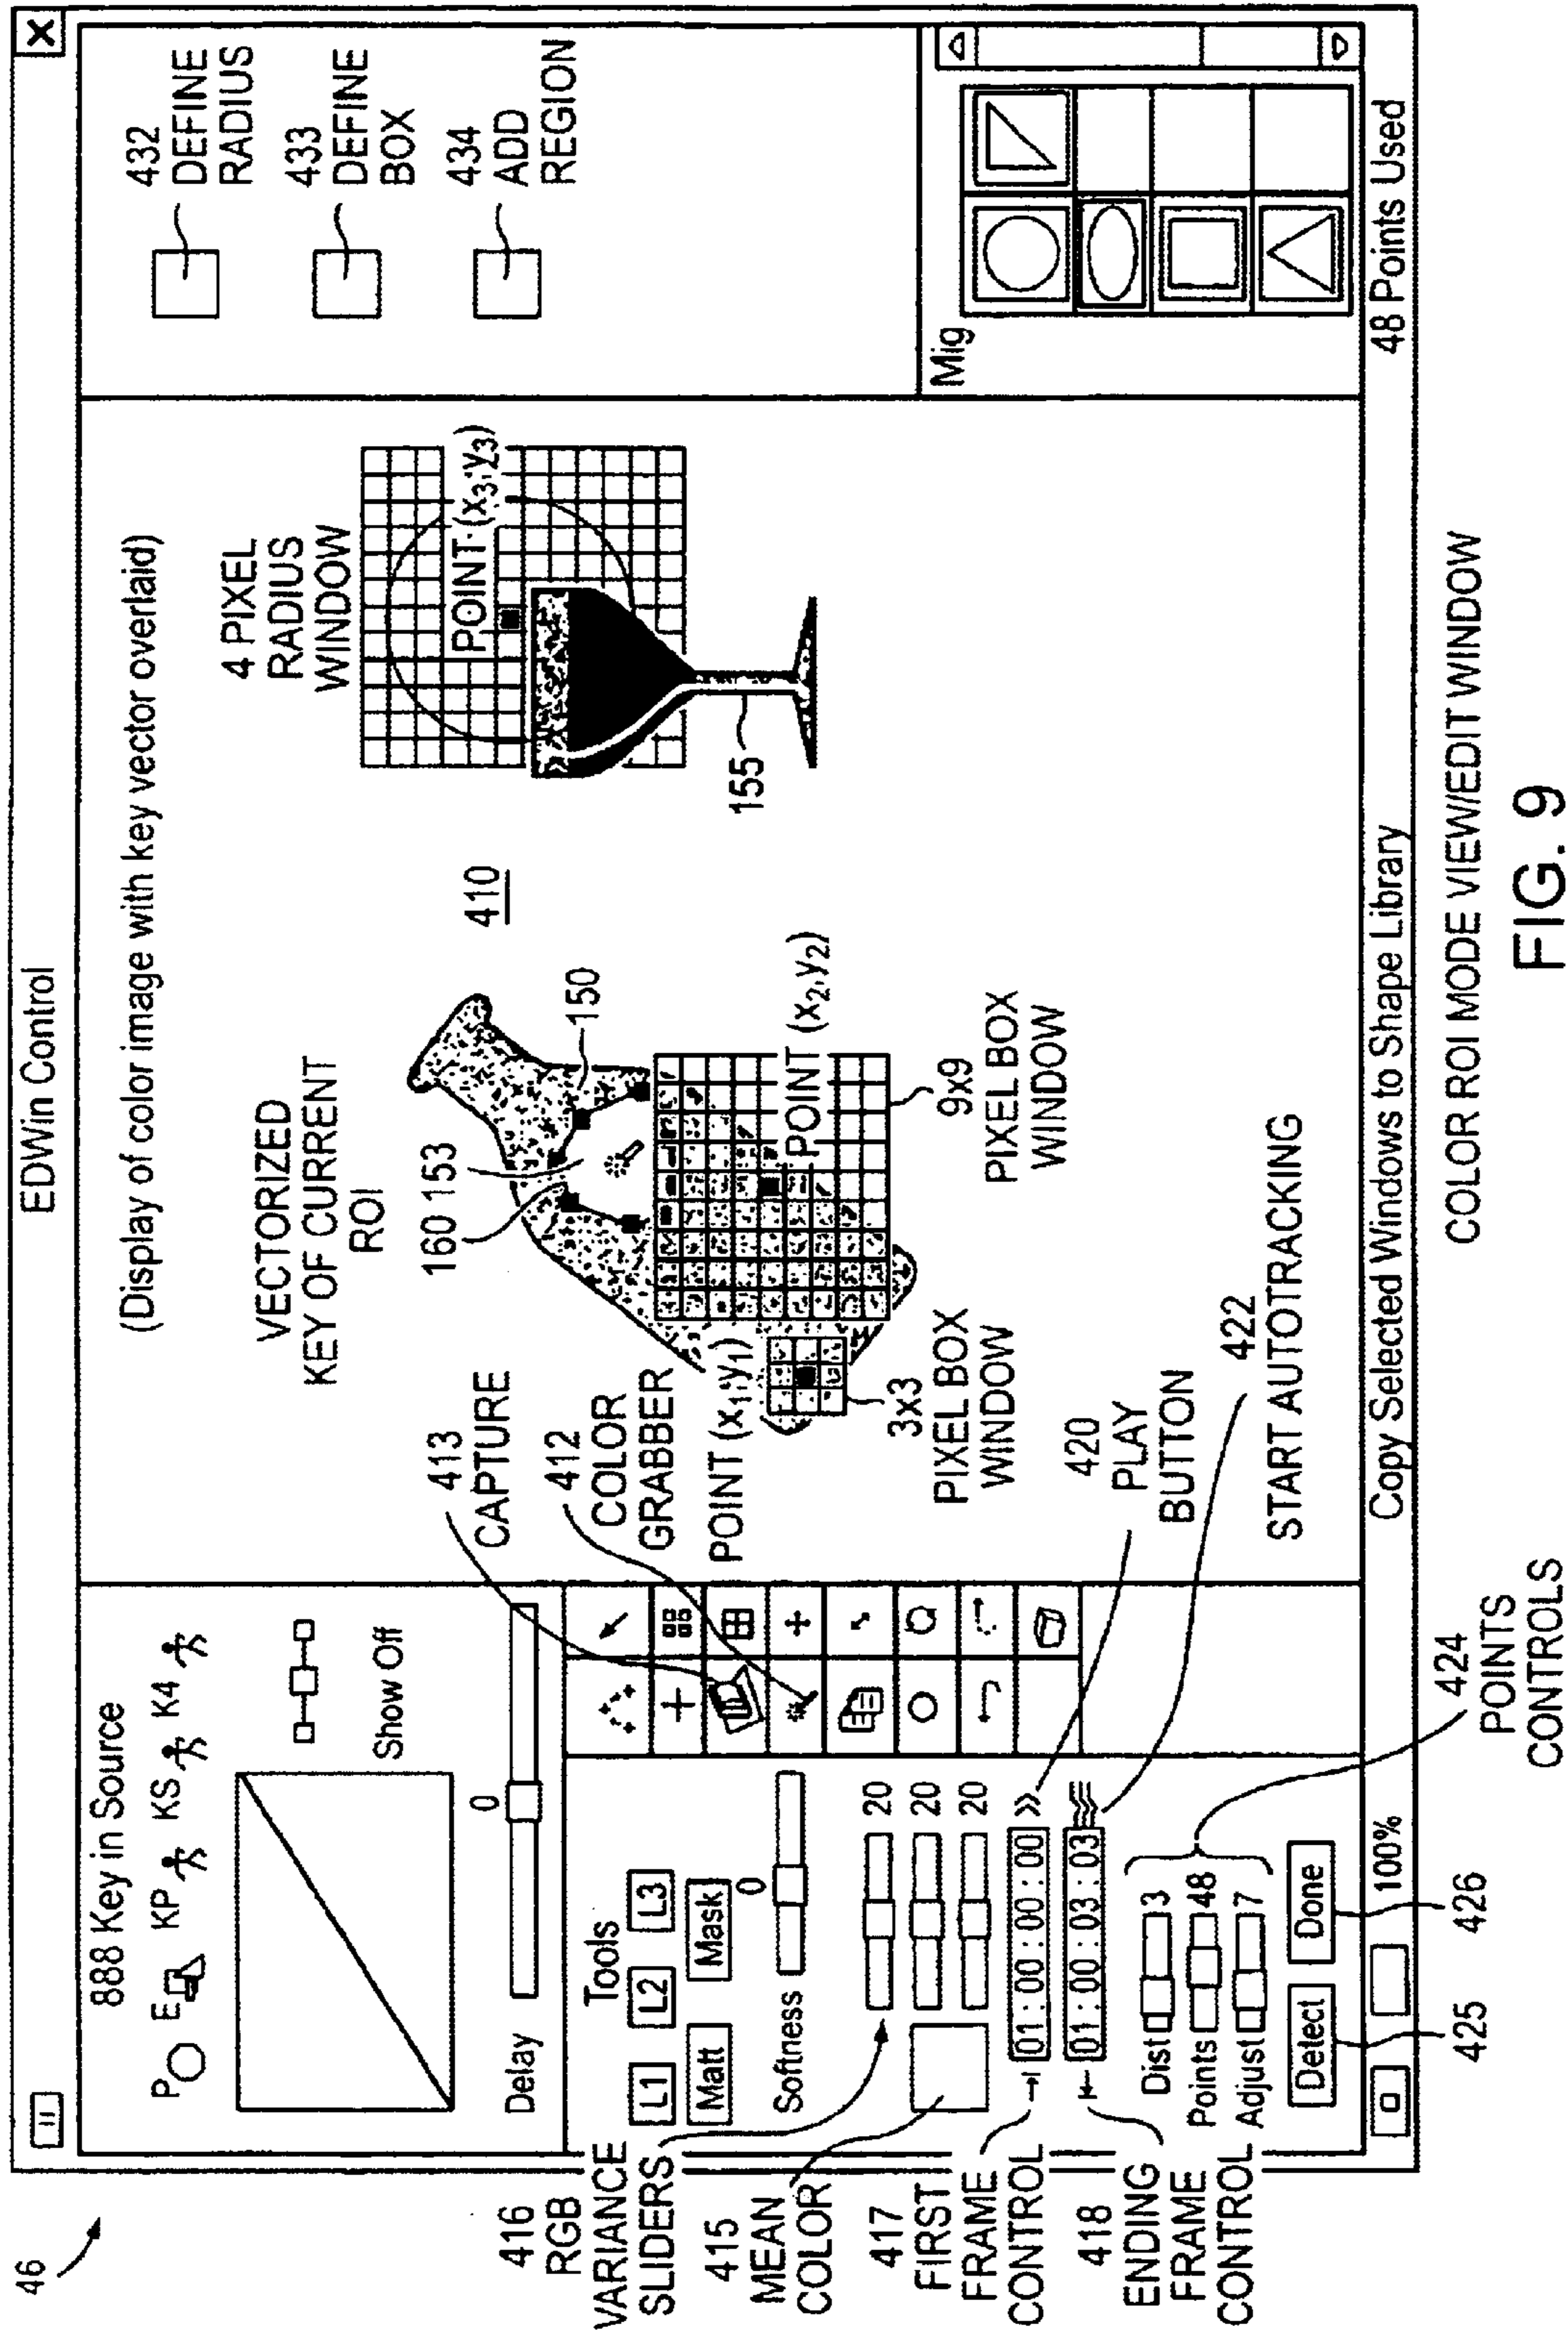 46
EDWin Control
888 Key in Source
P
E
KP
KS
K4
Show Off
Delay
0
Tools
L1
L2
L3
Matt
Mask
Softness
0
20
20
20
01 : 00 : 00 : 00
01 : 00 : 03 : 03
Dist
3
Points
48
Adjust
7
Detect
Done
416
RGB
VARIANCE
SLIDERS
415
MEAN
COLOR
417
FIRST
FRAME
CONTROL
418
ENDING
FRAME
CONTROL
(Display of color image with key vector overlaid)
VECTORIZED
KEY OF CURRENT
ROI
413
CAPTURE
412
COLOR
GRABBER
160
153
150
410
POINT (x1,y1)
3x3
PIXEL BOX
WINDOW
POINT (x2,y2)
9x9
PIXEL BOX
WINDOW
4 PIXEL
RADIUS
WINDOW
POINT (x3,y3)
155
420
PLAY
BUTTON
422
START AUTOTRACKING
432
DEFINE
RADIUS
433
DEFINE
BOX
434
ADD
REGION
Mig
100%
Copy Selected Windows to Shape Library
48 Points Used
425
426
424
POINTS
CONTROLS
COLOR ROI MODE VIEW/EDIT WINDOW
FIG. 9